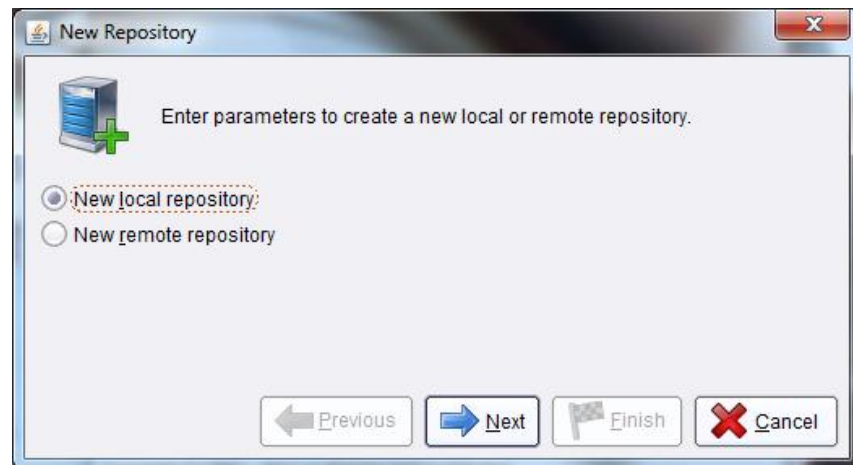 New Repository
Enter parameters to create a new local or remote repository.
New local repository
New remote repository
Previous
Next
Finish
Cancel